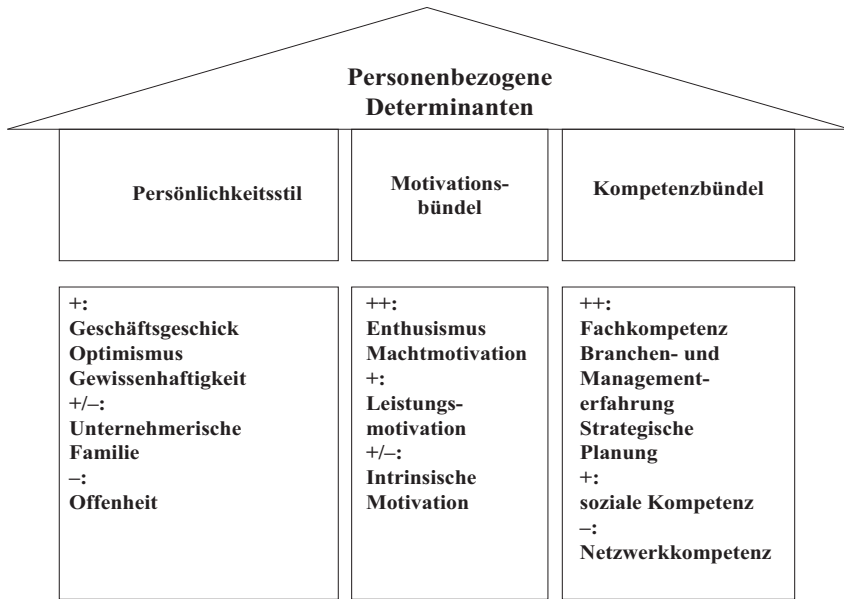 Personenbezogene
Determinanten
Persönlichkeitsstil
Motivations-
bündel
Kompetenzbündel
+:
Geschäftsgeschick
Optimismus
Gewissenhaftigkeit
+/–:
Unternehmerische
Familie
–:
Offenheit
++:
Enthusismus
Machtmotivation
+:
Leistungs-
motivation
+/–:
Intrinsische
Motivation
++:
Fachkompetenz
Branchen- und
Management-
erfahrung
Strategische
Planung
+:
soziale Kompetenz
–:
Netzwerkkompetenz